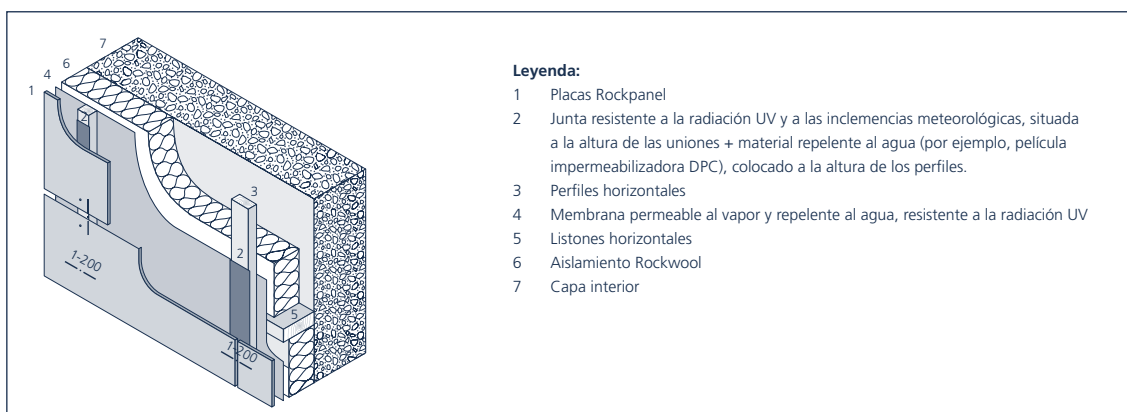 7
6
4
1
2
3
2
5
1-200
1-200
Leyenda:
1 Placas Rockpanel
2 Junta resistente a la radiación UV y a las inclemencias meteorológicas, situada
a la altura de las uniones + material repelente al agua (por ejemplo, película
impermeabilizadora DPC), colocado a la altura de los perfiles.
3 Perfiles horizontales
4 Membrana permeable al vapor y repelente al agua, resistente a la radiación UV
5 Listones horizontales
6 Aislamiento Rockwool
7 Capa interior